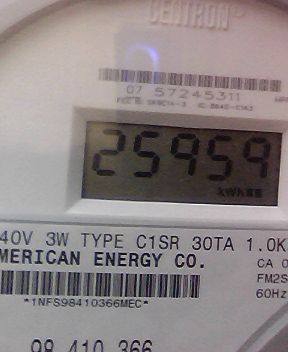 CENTRON®
07 57245311
25959
kWh
40V 3W TYPE C1SR 30TA 1.0K
MERICAN ENERGY CO.
CA 0
FM2S
60Hz
*1NFS98410366MEC*
98 410 366